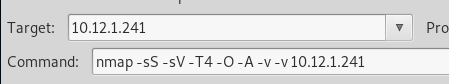 Target: 10.12.1.241 Pro
Command: nmap -sS -sV -T4 -O -A -v -v 10.12.1.241